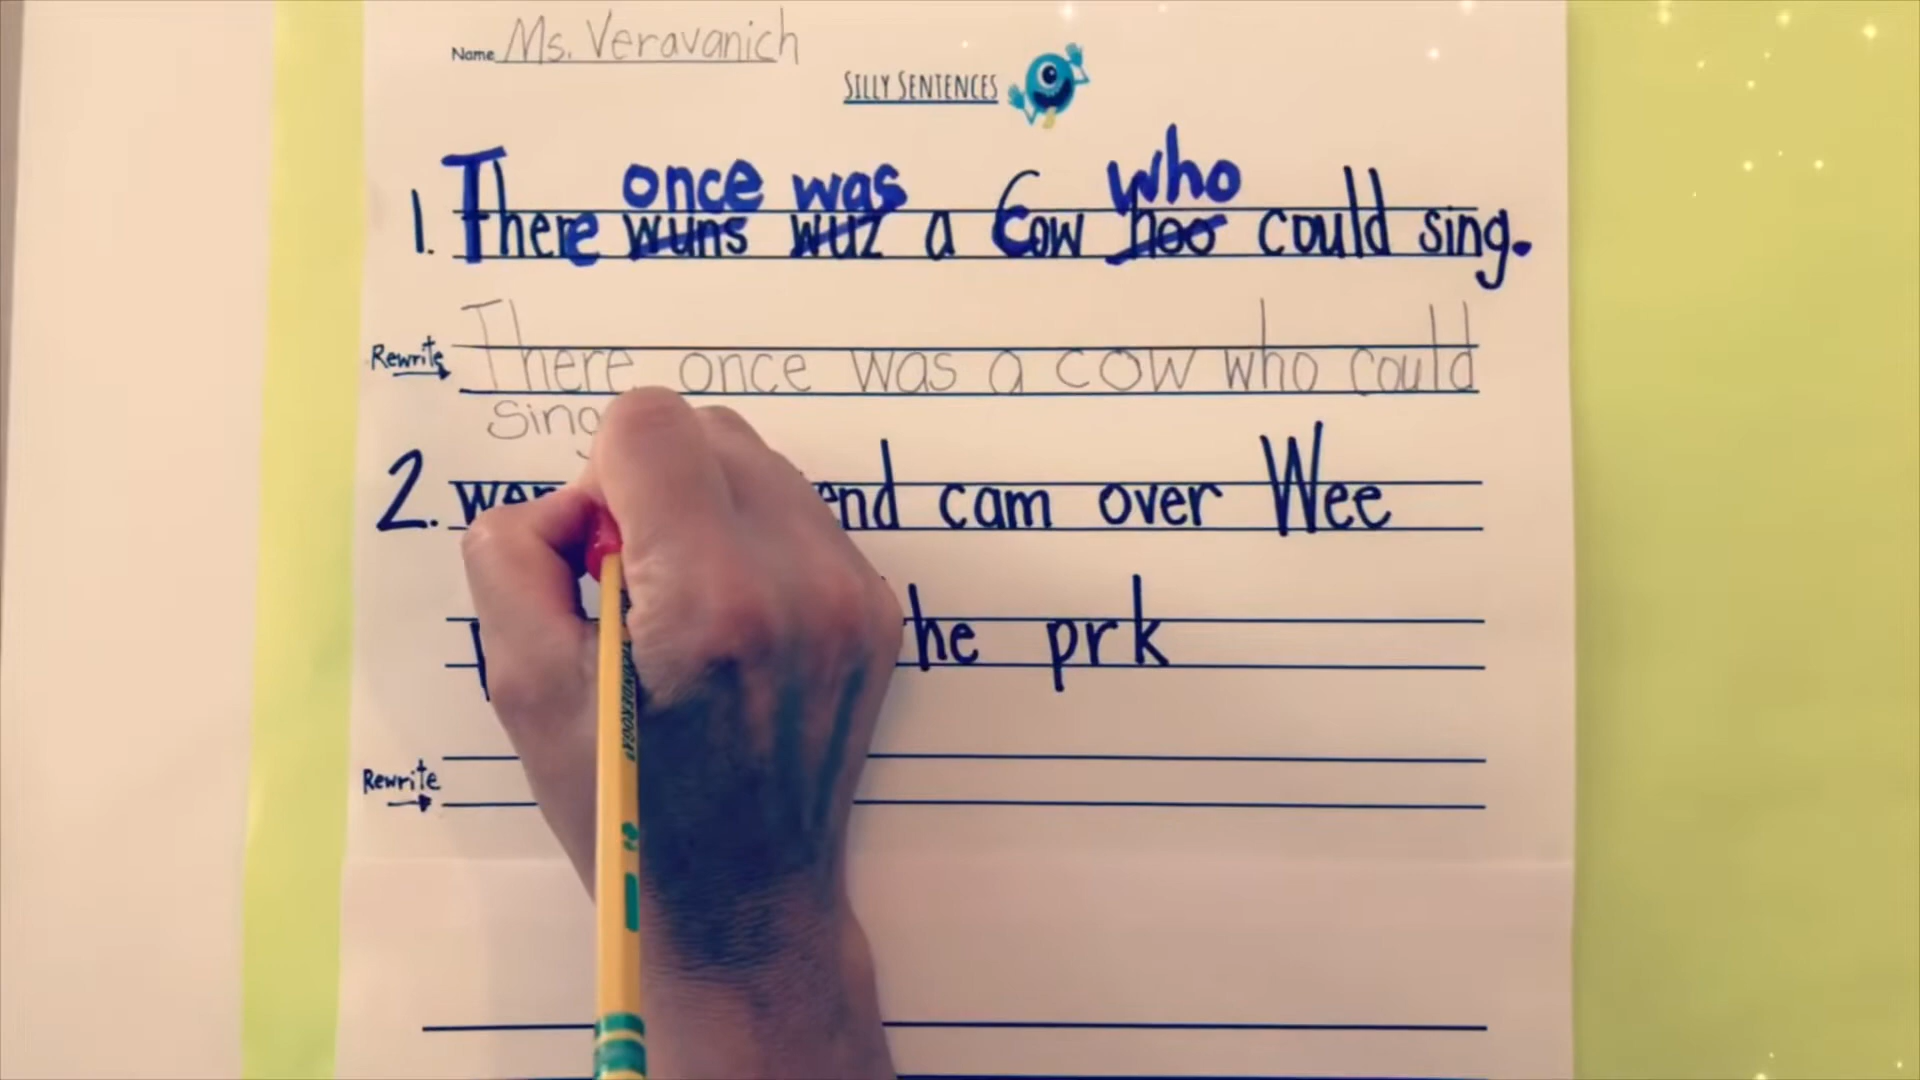 Name Ms. Veravanich
SILLY SENTENCES
once was who
1. There wuns wuz a Cow hoo could sing.
Rewrite There once was a cow who could
sing
2. cam over Wee
he prk
Rewrite
TICONDEROGA